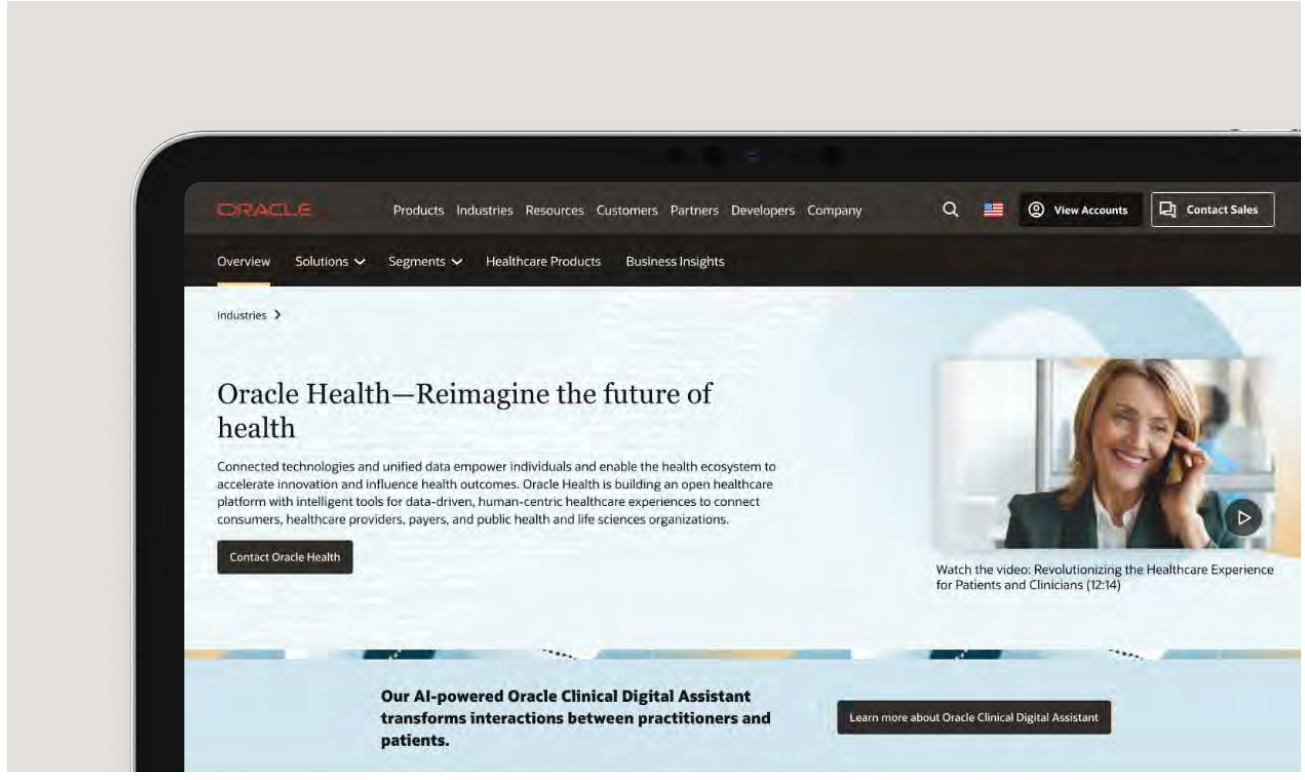 ORACLE
Products Industries Resources Customers Partners Developers Company
View Accounts
Contact Sales
Overview Solutions Segments Healthcare Products Business Insights
Industries
Oracle Health—Reimagine the future of
health
Connected technologies and unified data empower individuals and enable the health ecosystem to
accelerate innovation and influence health outcomes. Oracle Health is building an open healthcare
platform with intelligent tools for data-driven, human-centric healthcare experiences to connect
consumers, healthcare providers, payers, and public health and life sciences organizations.
Contact Oracle Health
Watch the video: Revolutionizing the Healthcare Experience
for Patients and Clinicians (12:14)
Our AI-powered Oracle Clinical Digital Assistant
transforms interactions between practitioners and
patients.
Learn more about Oracle Clinical Digital Assistant